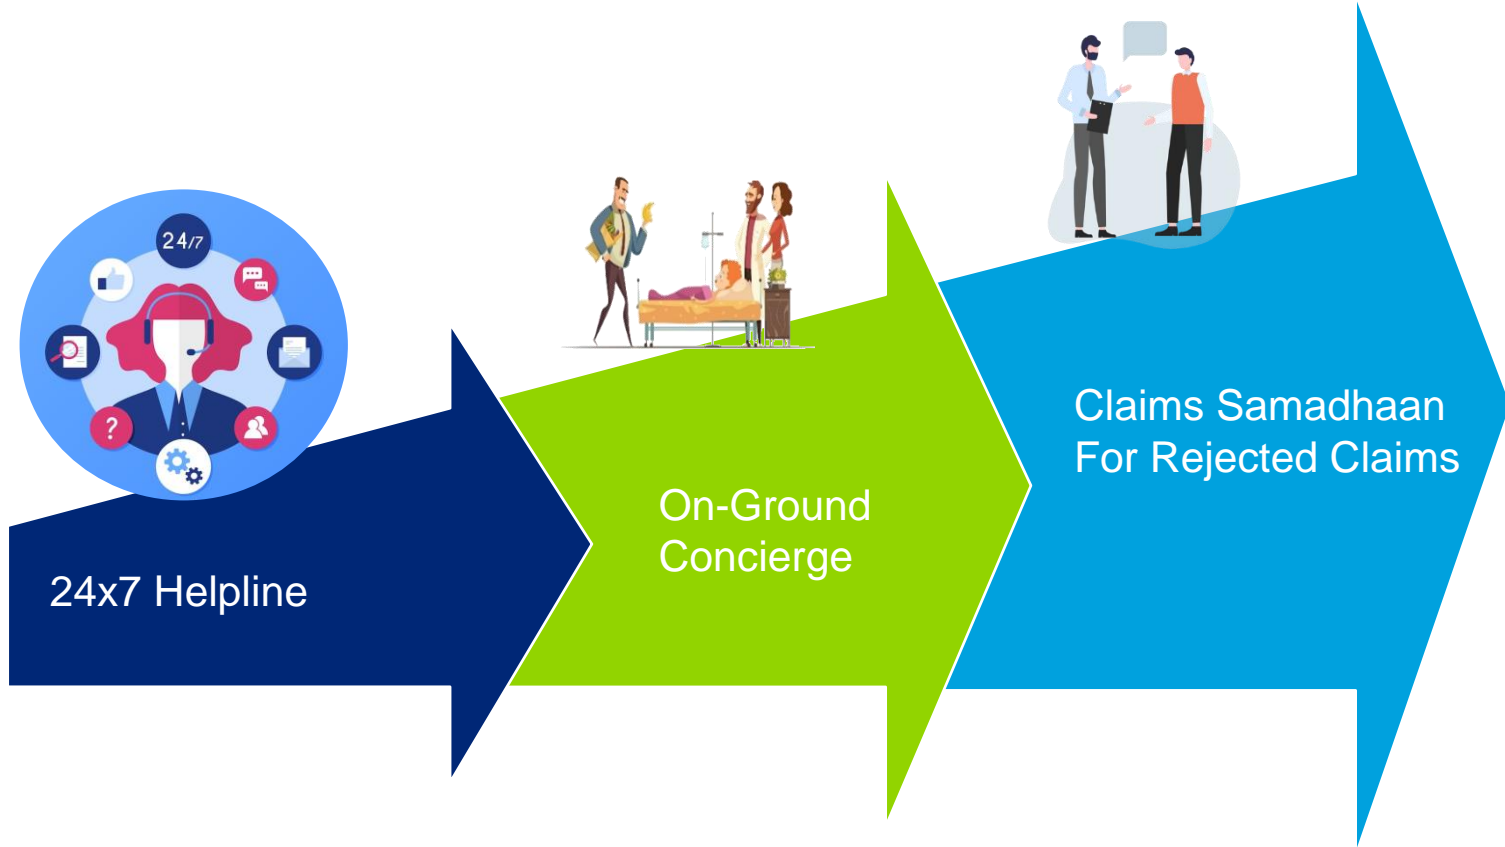 24/7
?
24x7 Helpline
On-Ground
Concierge
Claims Samadhaan
For Rejected Claims